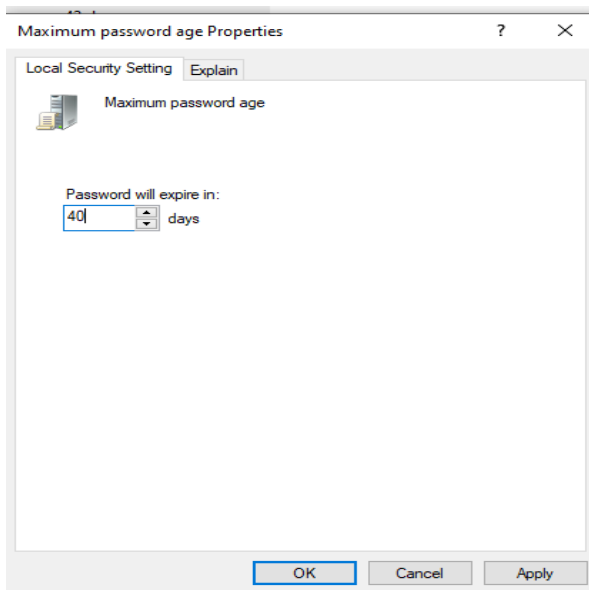 Maximum password age Properties ? ×
Local Security Setting Explain
Maximum password age
Password will expire in:
40 days
OK Cancel Apply